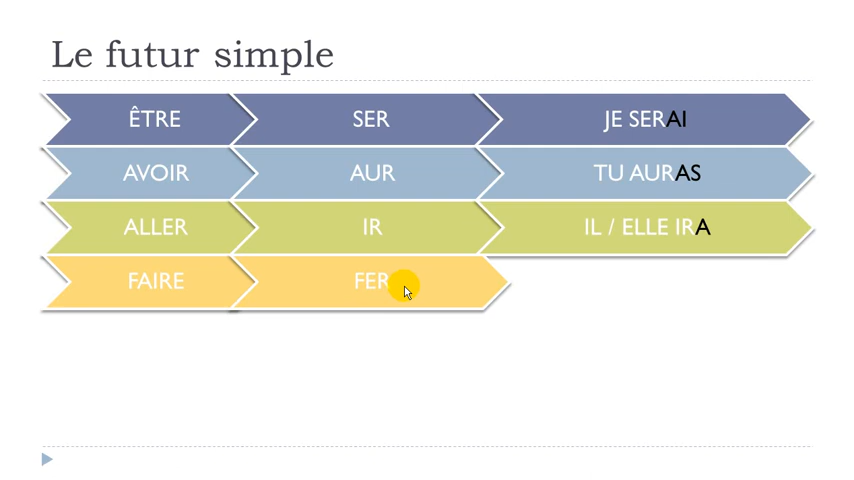 Le futur simple
ÊTRE SER JE SERAI
AVOIR AUR TU AURAS
ALLER IR IL / ELLE IRA
FAIRE FER